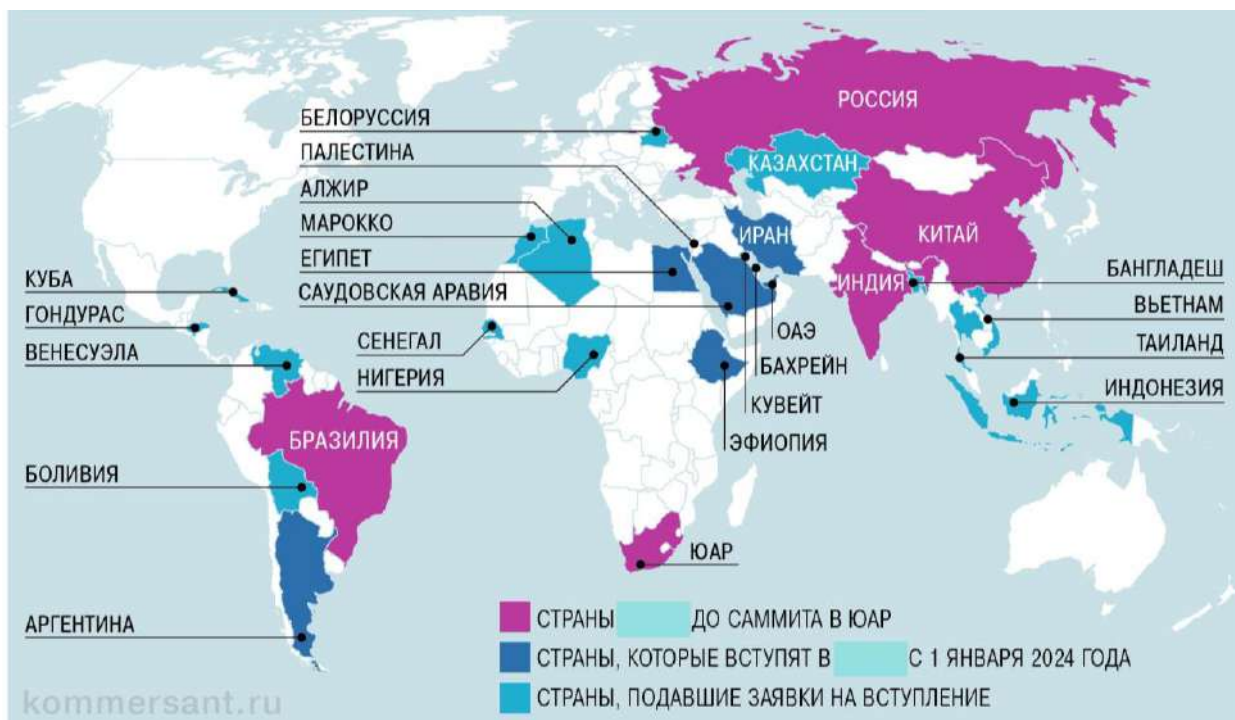 РОССИЯ
БЕЛОРУССИЯ
ПАЛЕСТИНА
КАЗАХСТАН
АЛЖИР
МАРОККО
ИРАН
КИТАЙ
ЕГИПЕТ
КУБА
ИНДИЯ
БАНГЛАДЕШ
САУДОВСКАЯ АРАВИЯ
ГОНДУРАС
ВЬЕТНАМ
ОАЭ
СЕНЕГАЛ
ВЕНЕСУЭЛА
ТАИЛАНД
БАХРЕЙН
НИГЕРИЯ
ИНДОНЕЗИЯ
КУВЕЙТ
БРАЗИЛИЯ
ЭФИОПИЯ
БОЛИВИЯ
ЮАР
АРГЕНТИНА
СТРАНЫ ДО САММИТА В ЮАР
СТРАНЫ, КОТОРЫЕ ВСТУПЯТ В С 1 ЯНВАРЯ 2024 ГОДА
СТРАНЫ, ПОДАВШИЕ ЗАЯВКИ НА ВСТУПЛЕНИЕ
kommersant.ru